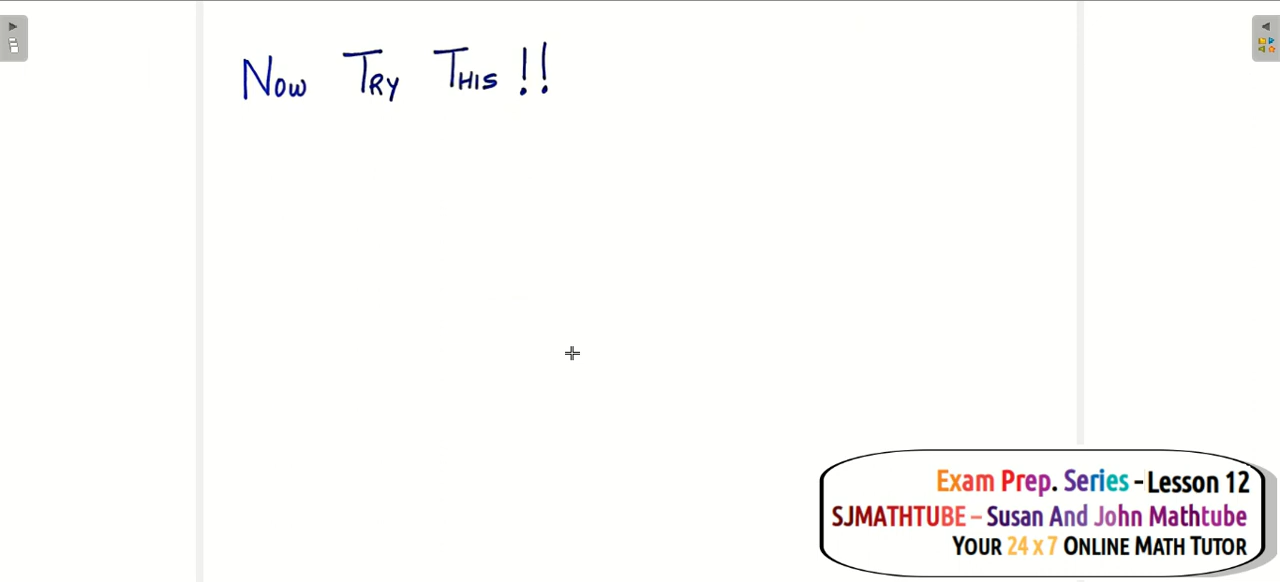 Now Try This !!
Exam Prep. Series - Lesson 12
SJMATHTUBE – Susan And John Mathtube
Your 24 x 7 Online Math Tutor